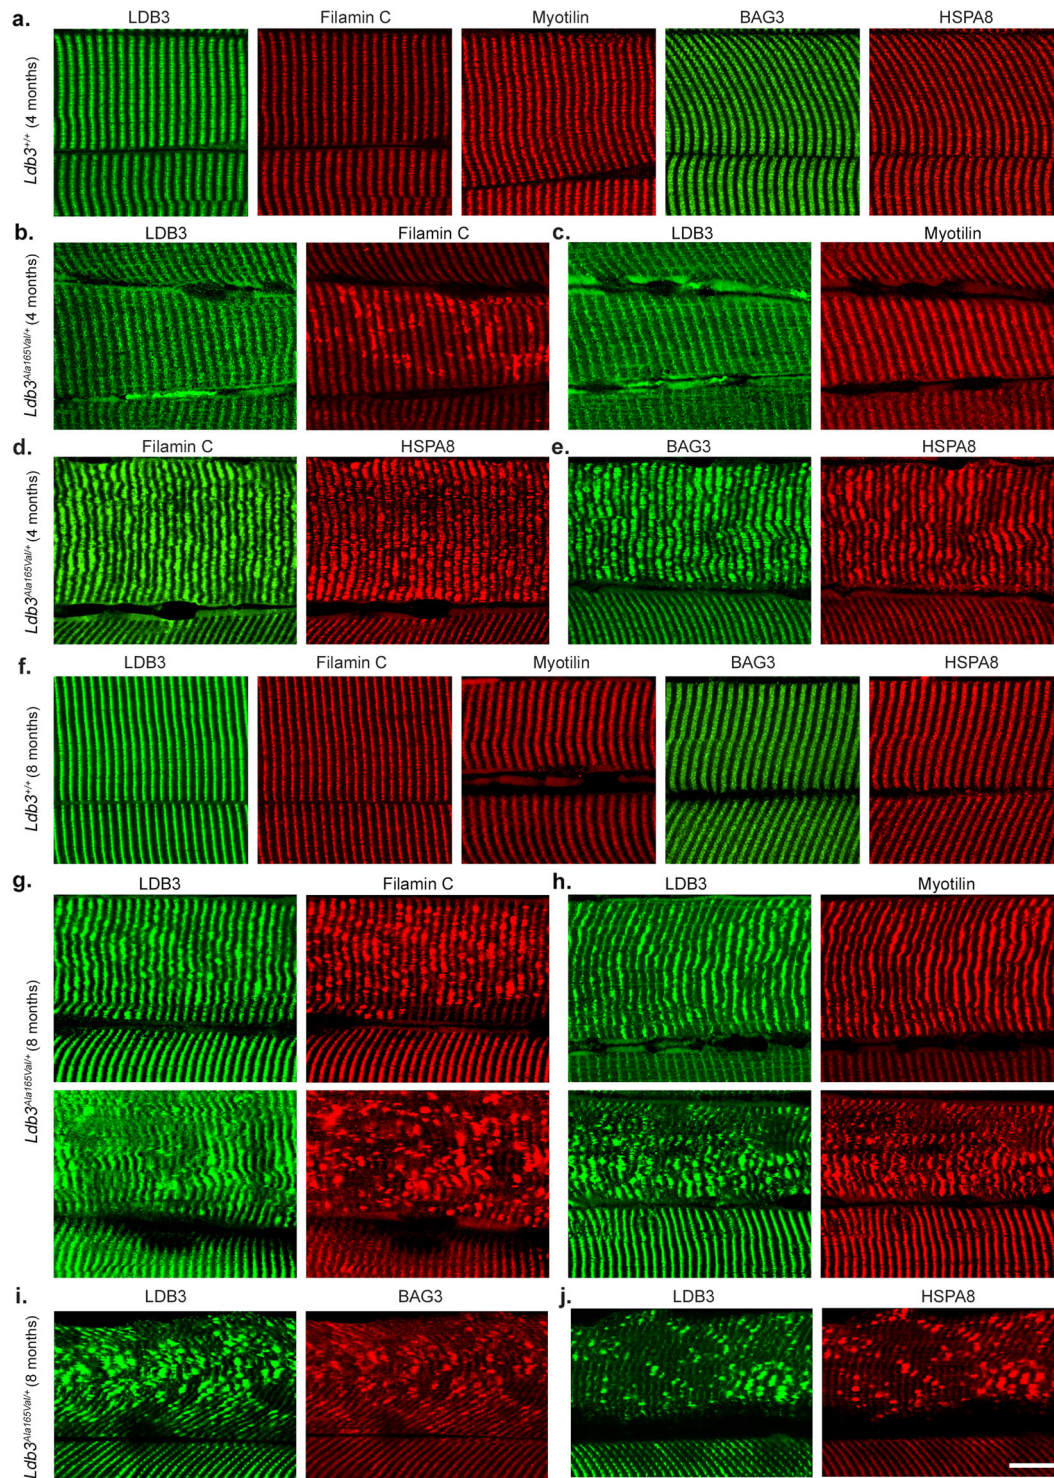 a.
LDB3 Filamin C Myotilin BAG3 HSPA8
Ldb3+/+ (4 months)
b. LDB3 Filamin C c. LDB3 Myotilin
Ldb3Ala165Val/+ (4 months)
d. Filamin C HSPA8 e. BAG3 HSPA8
Ldb3Ala165Val/+ (4 months)
f. LDB3 Filamin C Myotilin BAG3 HSPA8
Ldb3+/+ (8 months)
g. LDB3 Filamin C h. LDB3 Myotilin
Ldb3Ala165Val/+ (8 months)
i. LDB3 BAG3 j. LDB3 HSPA8
Ldb3Ala165Val/+ (8 months)